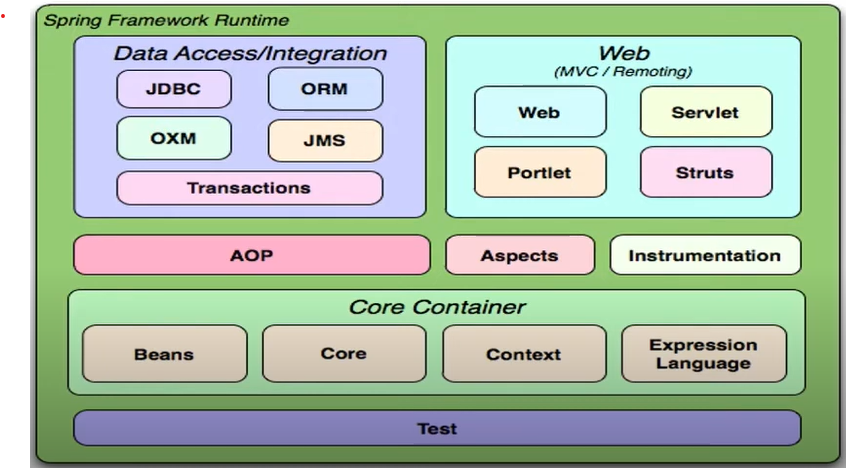 Spring Framework Runtime
Data Access/Integration
JDBC
ORM
OXM
JMS
Transactions
Web
(MVC / Remoting)
Web
Servlet
Portlet
Struts
AOP
Aspects
Instrumentation
Core Container
Beans
Core
Context
Expression
Language
Test